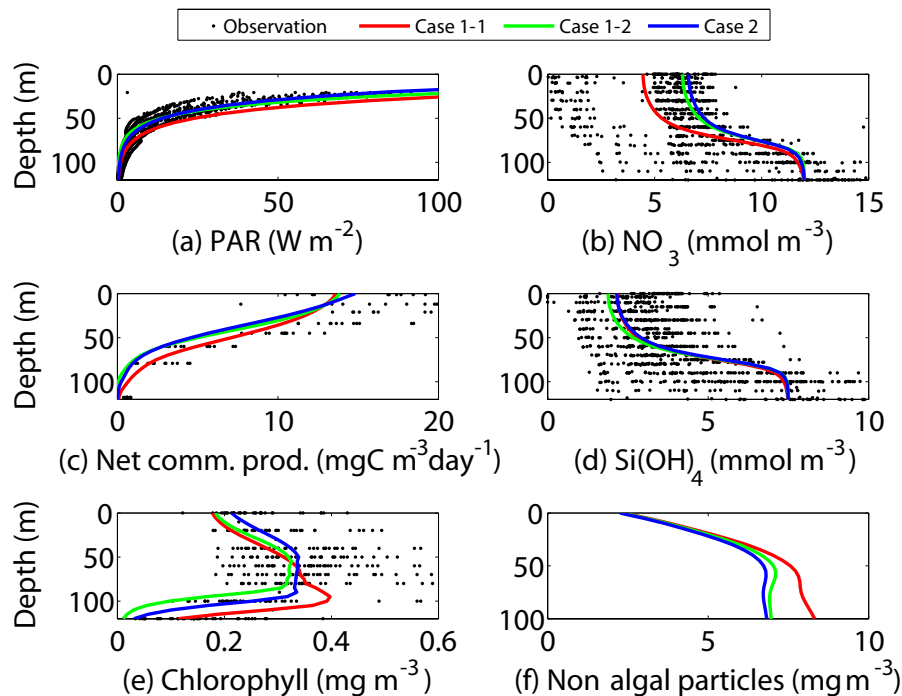 Observation Case 1-1 Case 1-2 Case 2
Depth (m)
0
50
100
0 50 100
(a) PAR (W m⁻²)
0
50
100
0 5 10 15
(b) NO₃ (mmol m⁻³)
Depth (m)
0
50
100
0 10 20
(c) Net comm. prod. (mgC m⁻³day⁻¹)
0
50
100
0 5 10
(d) Si(OH)₄ (mmol m⁻³)
Depth (m)
0
50
100
0 0.2 0.4 0.6
(e) Chlorophyll (mg m⁻³)
0
50
100
0 5 10
(f) Non algal particles (mg m⁻³)